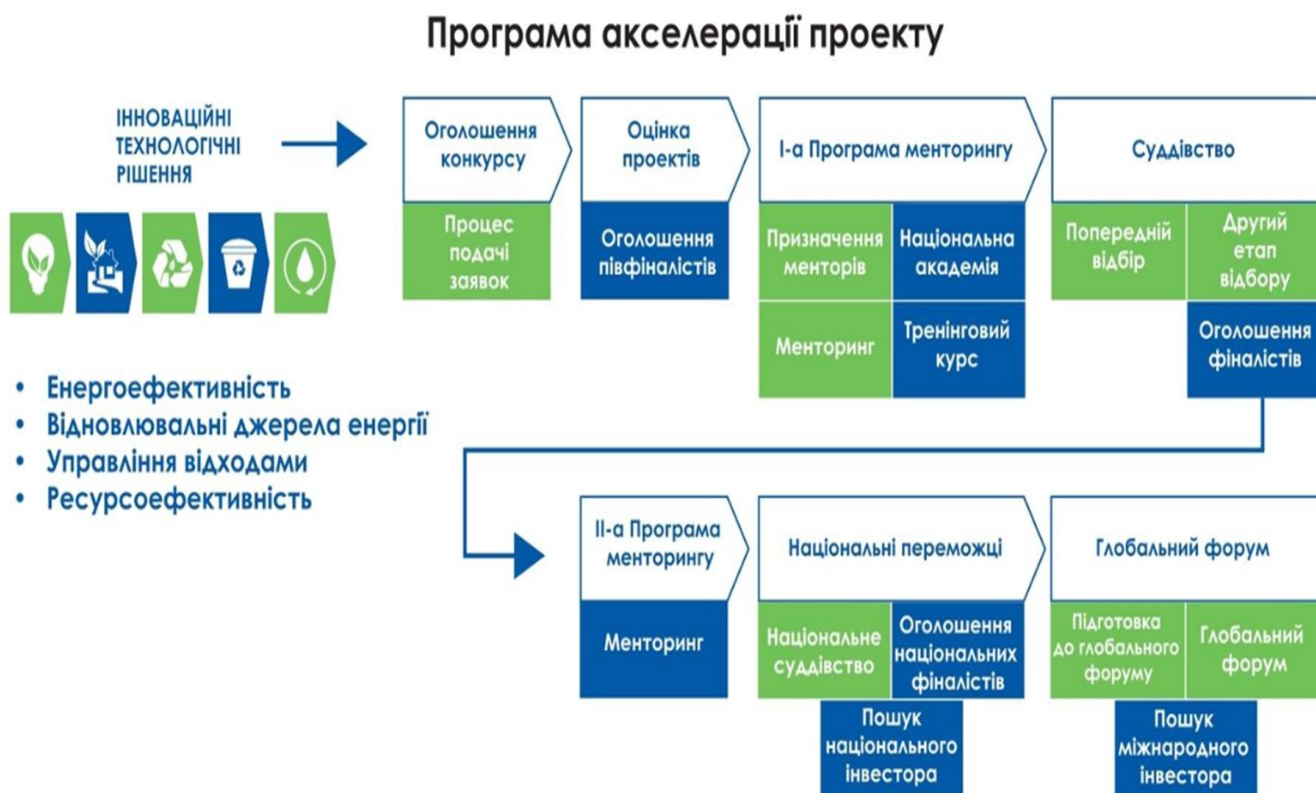 Програма акселерації проекту
ІННОВАЦІЙНІ
ТЕХНОЛОГІЧНІ
РІШЕННЯ
• Енергоефективність
• Відновлювальні джерела енергії
• Управління відходами
• Ресурсоефективність
Оголошення
конкурсу
Процес
подачі
заявок
Оцінка
проектів
Оголошення
півфіналістів
І-а Програма менторингу
Призначення
менторів
Національна
академія
Менторинг
Тренінговий
курс
Суддівство
Попередній
відбір
Другий
етап
відбору
Оголошення
фіналістів
ІІ-а Програма
менторингу
Менторинг
Національні переможці
Національне
суддівство
Оголошення
національних
фіналістів
Пошук
національного
інвестора
Глобальний форум
Підготовка
до глобального
форуму
Глобальний
форум
Пошук
міжнародного
інвестора